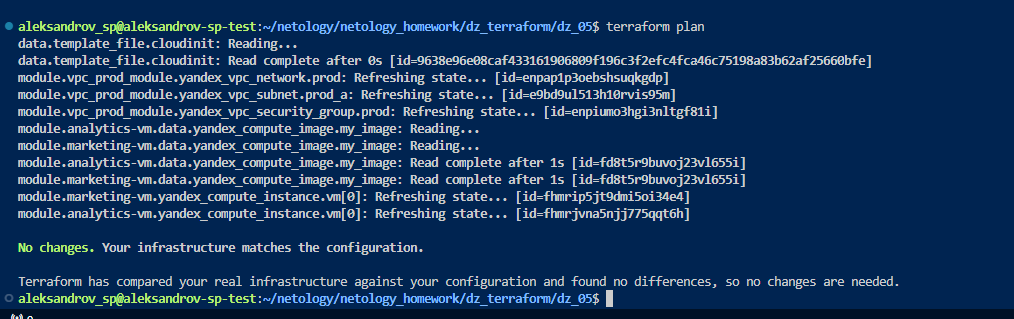 aleksandrov_sp@aleksandrov-sp-test:~/netology/netology_homework/dz_terraform/dz_05$ terraform plan
data.template_file.cloudinit: Reading...
data.template_file.cloudinit: Read complete after 0s [id=9638e96e08caf433161906809f196c3f2efc4fca46c75198a83b62af25660bfe]
module.vpc_prod_module.yandex_vpc_network.prod: Refreshing state... [id=enpap1p3oebshsuqkgdp]
module.vpc_prod_module.yandex_vpc_subnet.prod_a: Refreshing state... [id=e9bd9ul513h10rvis95m]
module.vpc_prod_module.yandex_vpc_security_group.prod: Refreshing state... [id=enpiumo3hgi3nltgf81i]
module.analytics-vm.data.yandex_compute_image.my_image: Reading...
module.marketing-vm.data.yandex_compute_image.my_image: Reading...
module.analytics-vm.data.yandex_compute_image.my_image: Read complete after 1s [id=fd8t5r9buvoj23vl655i]
module.marketing-vm.data.yandex_compute_image.my_image: Read complete after 1s [id=fd8t5r9buvoj23vl655i]
module.marketing-vm.yandex_compute_instance.vm[0]: Refreshing state... [id=fhmrip5jt9dmi5oi34e4]
module.analytics-vm.yandex_compute_instance.vm[0]: Refreshing state... [id=fhmrjvna5njj775qqt6h]
No changes. Your infrastructure matches the configuration.
Terraform has compared your real infrastructure against your configuration and found no differences, so no changes are needed.
aleksandrov_sp@aleksandrov-sp-test:~/netology/netology_homework/dz_terraform/dz_05$